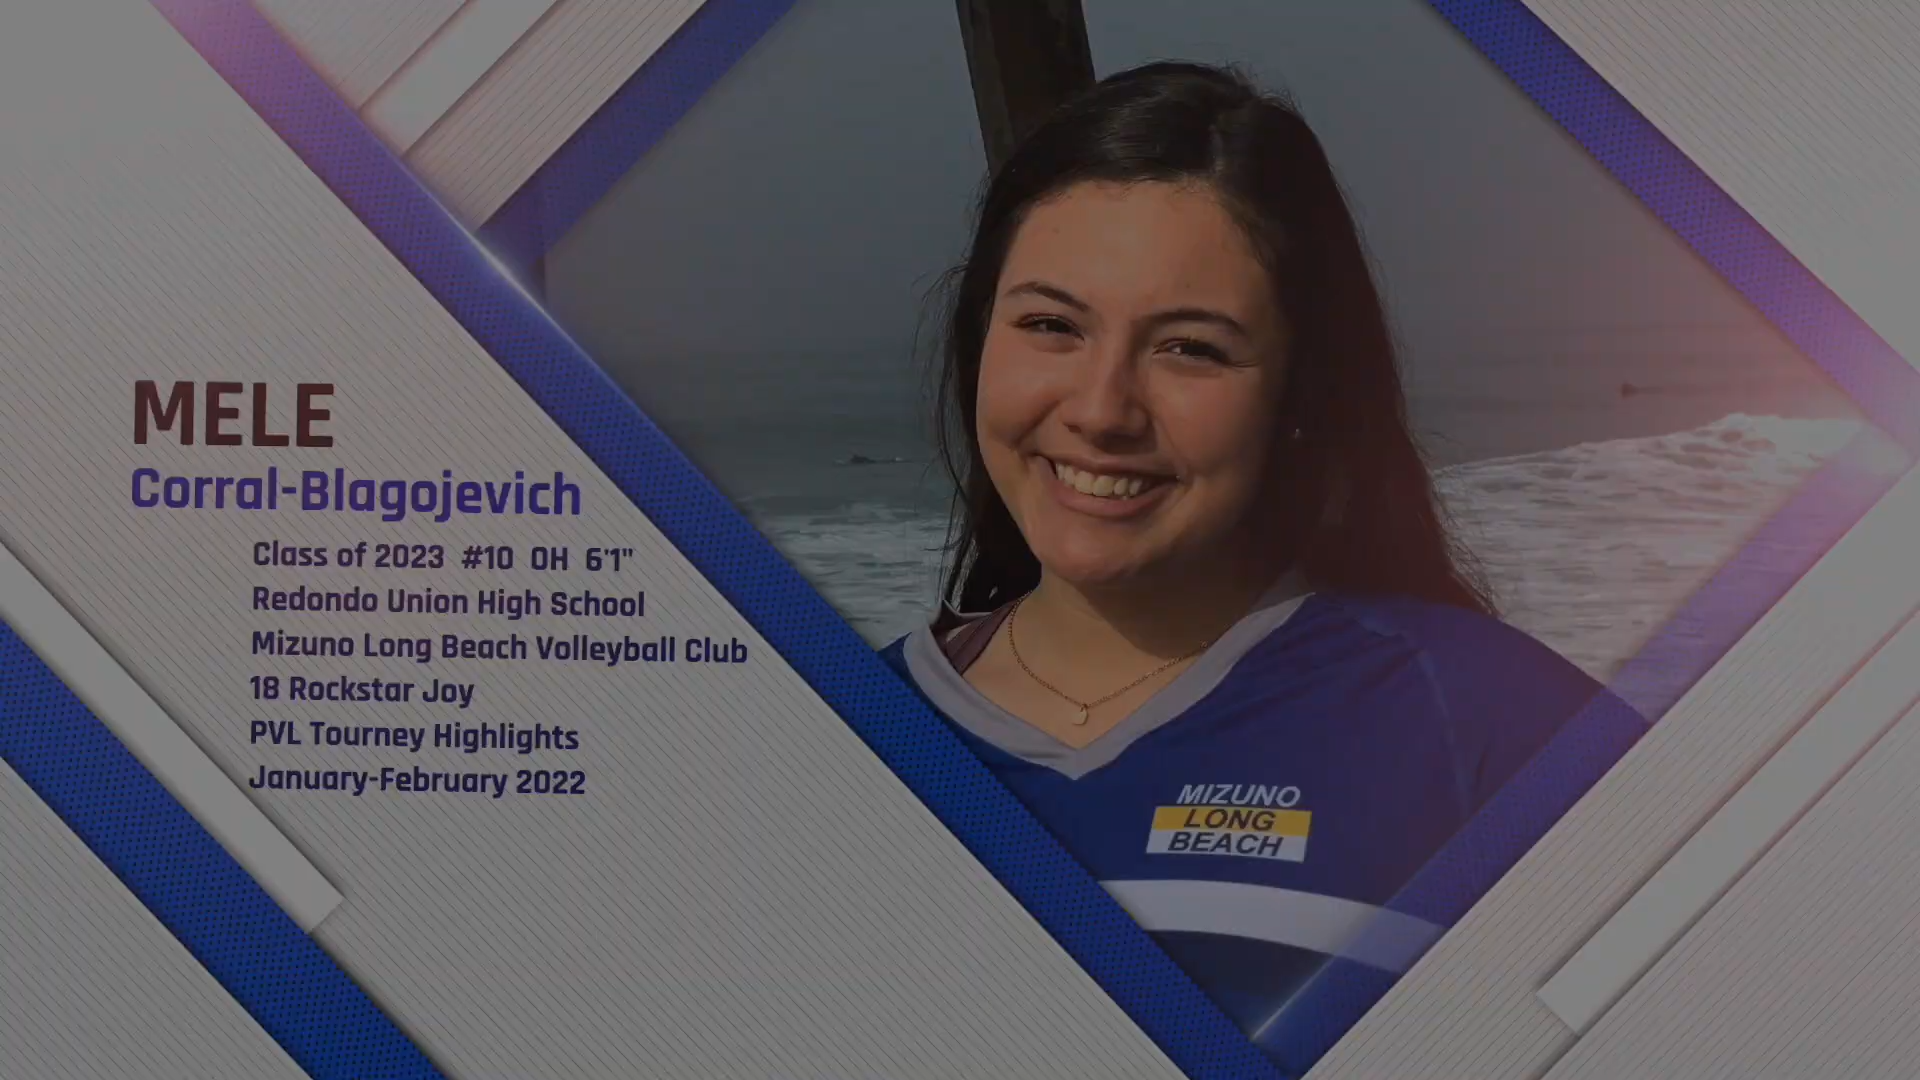 MELE
Corral-Blagojevich
Class of 2023 #10 OH 6'1"
Redondo Union High School
Mizuno Long Beach Volleyball Club
18 Rockstar Joy
PVL Tourney Highlights
January-February 2022
MIZUNO
LONG
BEACH